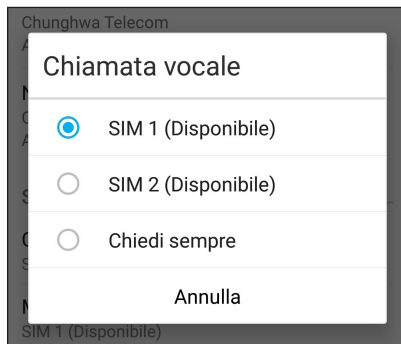 Chunghwa Telecom
Chiamata vocale
SIM 1 (Disponibile)
SIM 2 (Disponibile)
Chiedi sempre
Annulla
SIM 1 (Disponibile)